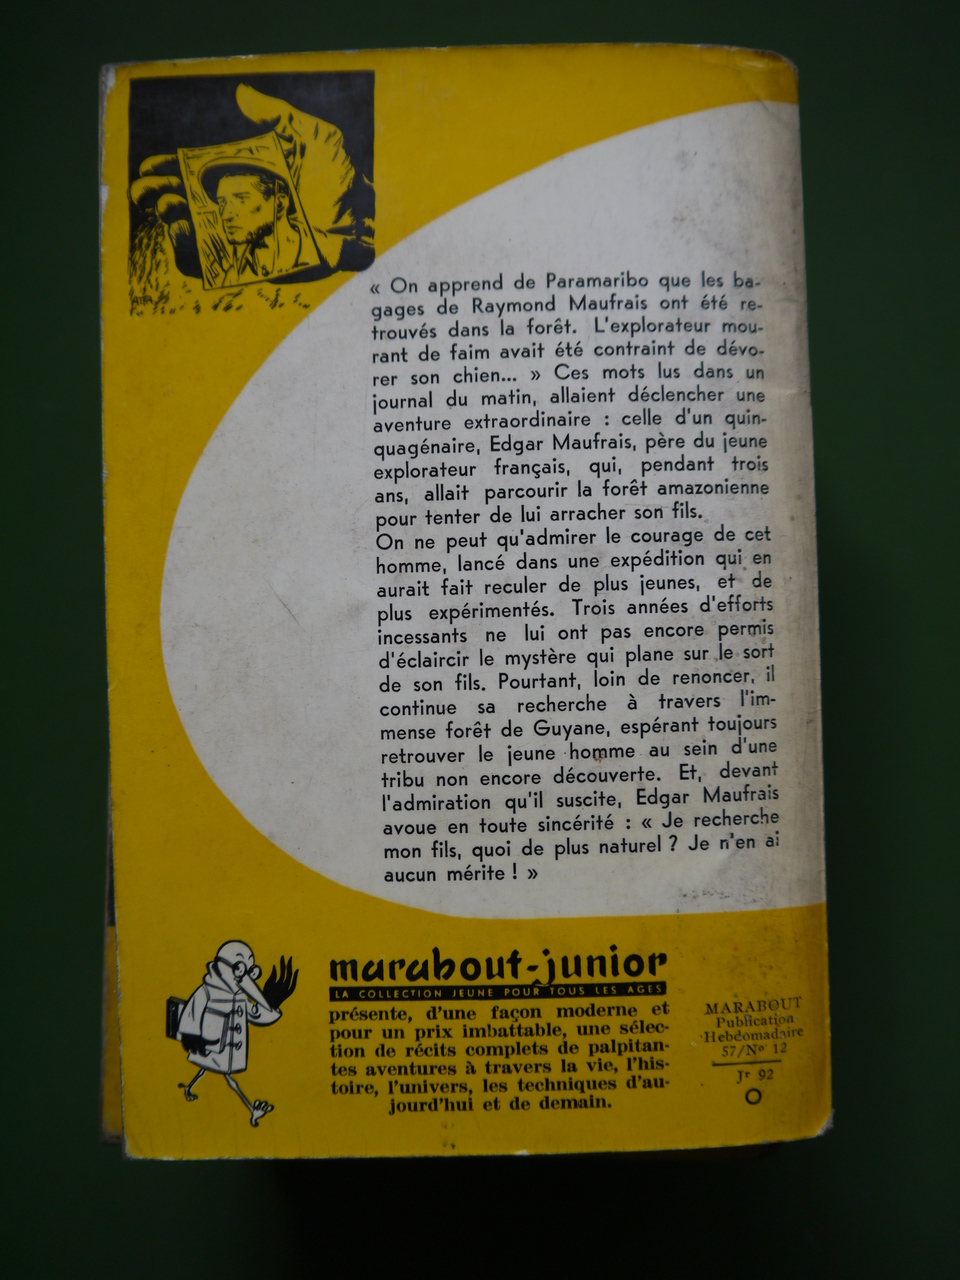 « On apprend de Paramaribo que les ba-
gages de Raymond Maufrais ont été re-
trouvés dans la forêt. L'explorateur mou-
rant de faim avait été contraint de dévo-
rer son chien... » Ces mots lus dans un
journal du matin, allaient déclencher une
aventure extraordinaire : celle d'un quin-
quagénaire, Edgar Maufrais, père du jeune
explorateur français, qui, pendant trois
ans, allait parcourir la forêt amazonienne
pour tenter de lui arracher son fils.
On ne peut qu'admirer le courage de cet
homme, lancé dans une expédition qui en
aurait fait reculer de plus jeunes, et de
plus expérimentés. Trois années d'efforts
incessants ne lui ont pas encore permis
d'éclaircir le mystère qui plane sur le sort
de son fils. Pourtant, loin de renoncer, il
continue sa recherche à travers l'im-
mense forêt de Guyane, espérant toujours
retrouver le jeune homme au sein d'une
tribu non encore découverte. Et, devant
l'admiration qu'il suscite, Edgar Maufrais
avoue en toute sincérité : « Je recherche
mon fils, quoi de plus naturel ? Je n'en ai
aucun mérite ! »
marabout-junior
LA COLLECTION JEUNE POUR TOUS LES AGES
présente, d'une façon moderne et
pour un prix imbattable, une sélec-
tion de récits complets de palpitan-
tes aventures à travers la vie, l'his-
toire, l'univers, les techniques d'au-
jourd'hui et de demain.
MARABOUT
Publication
Hebdomadaire
57/N° 12
Jr 92
O